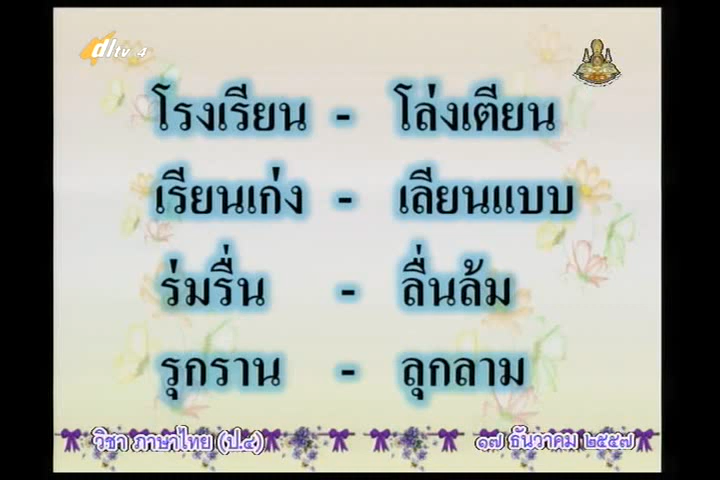 dltv 4
โรงเรียน - โล่งเตียน
เรียนเก่ง - เลียนแบบ
ร่มรื่น - ลื่นล้ม
รุกราน - ลุกลาม
วิชา ภาษาไทย (ป.๔)
๑๗ ธันวาคม ๒๕๕๗